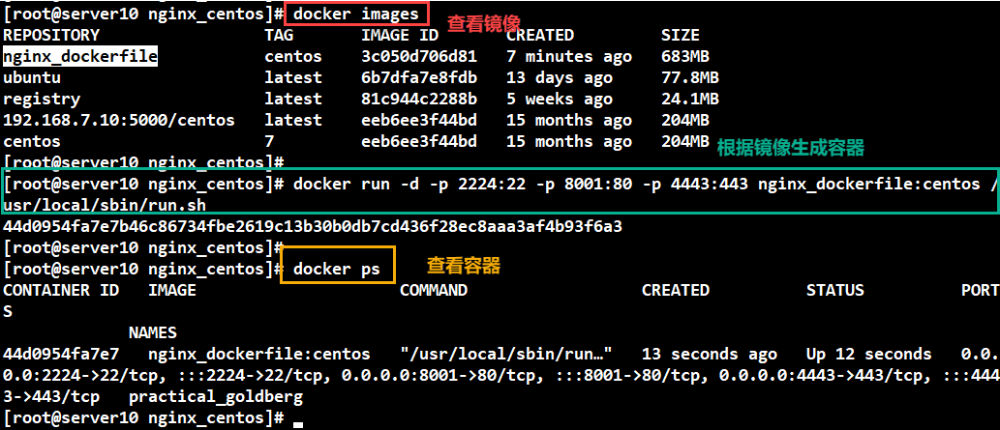 [root@server10 nginx_centos]# docker images 查看镜像
REPOSITORY TAG IMAGE ID CREATED SIZE
nginx_dockerfile centos 3c050d706d81 7 minutes ago 683MB
ubuntu latest 6b7dfa7e8fdb 13 days ago 77.8MB
registry latest 81c944c2288b 5 weeks ago 24.1MB
192.168.7.10:5000/centos latest eeb6ee3f44bd 15 months ago 204MB
centos 7 eeb6ee3f44bd 15 months ago 204MB 根据镜像生成容器
[root@server10 nginx_centos]#
[root@server10 nginx_centos]# docker run -d -p 2224:22 -p 8001:80 -p 4443:443 nginx_dockerfile:centos /
usr/local/sbin/run.sh
44d0954fa7e7b46c86734fbe2619c13b30b0db7cd436f28ec8aaa3af4b93f6a3
[root@server10 nginx_centos]#
[root@server10 nginx_centos]# docker ps 查看容器
CONTAINER ID IMAGE COMMAND CREATED STATUS PORT
S
NAMES
44d0954fa7e7 nginx_dockerfile:centos "/usr/local/sbin/run…" 13 seconds ago Up 12 seconds 0.0.
0.0:2224->22/tcp, :::2224->22/tcp, 0.0.0.0:8001->80/tcp, :::8001->80/tcp, 0.0.0.0:4443->443/tcp, :::444
3->443/tcp practical_goldberg
[root@server10 nginx_centos]#